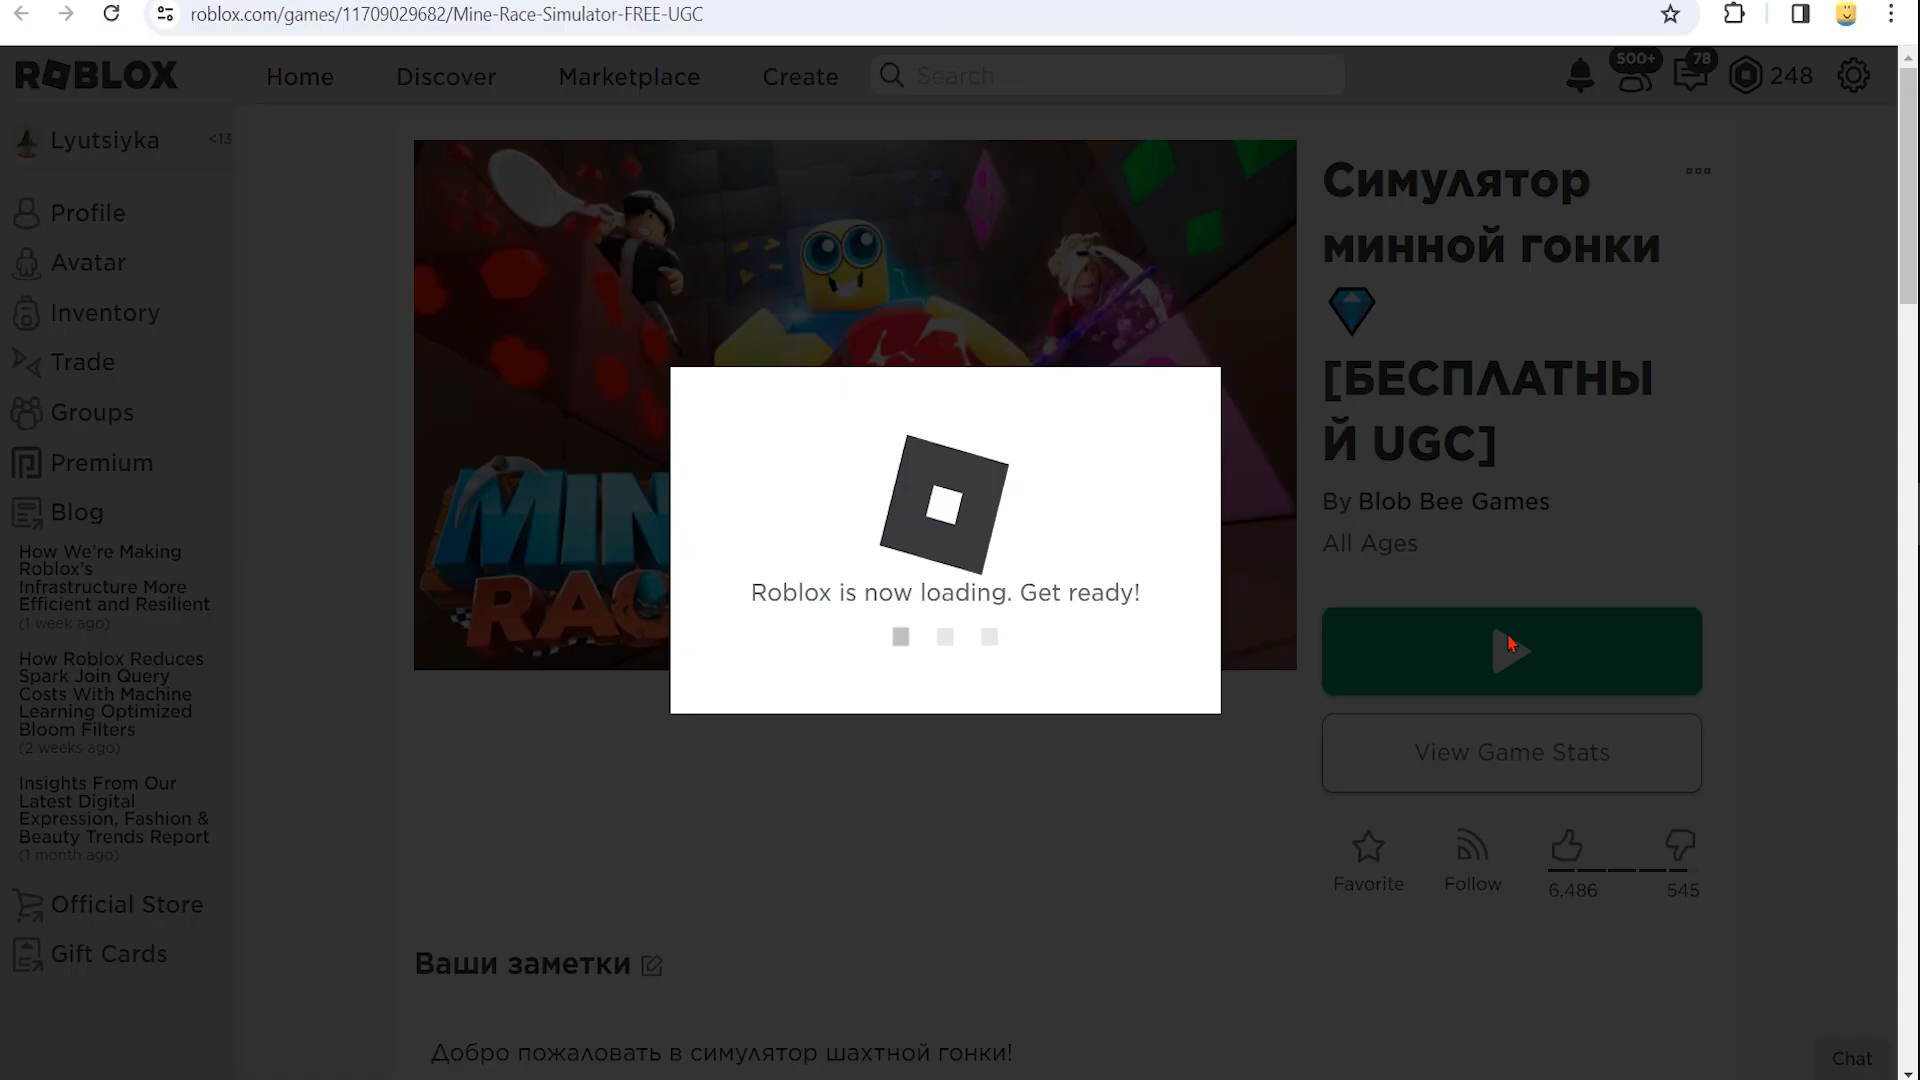 roblox.com/games/11709029682/Mine-Race-Simulator-FREE-UGC
ROBLOX
Home
Discover
Marketplace
Create
Search
500+
78
248
Lyutsiyka
<13
Profile
Avatar
Inventory
Trade
Groups
Premium
Blog
How We're Making
Roblox's
Infrastructure More
Efficient and Resilient
(1 week ago)
How Roblox Reduces
Spark Join Query
Costs With Machine
Learning Optimized
Bloom Filters
(2 weeks ago)
Insights From Our
Latest Digital
Expression, Fashion &
Beauty Trends Report
(1 month ago)
Official Store
Gift Cards
Roblox is now loading. Get ready!
Симулятор
минной гонки
[БЕСПЛАТНЫ
Й UGC]
By Blob Bee Games
All Ages
View Game Stats
Favorite
Follow
6,486
545
Ваши заметки
Добро пожаловать в симулятор шахтной гонки!
Chat